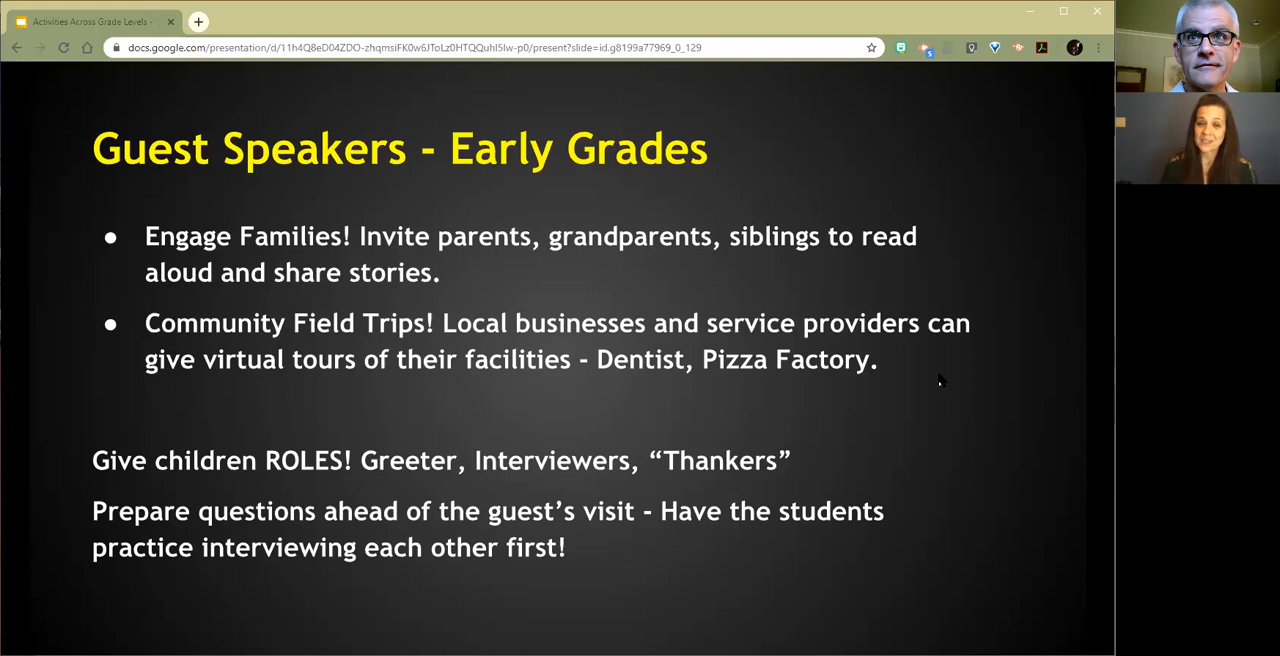 Activities Across Grade Levels -
docs.google.com/presentation/d/11h4Q8eD04ZDO-zhqmsiFK0w6JToLz0HTQQuhl5lw-p0/present?slide=id.g8199a77969_0_129
Guest Speakers - Early Grades
● Engage Families! Invite parents, grandparents, siblings to read
aloud and share stories.
● Community Field Trips! Local businesses and service providers can
give virtual tours of their facilities - Dentist, Pizza Factory.
Give children ROLES! Greeter, Interviewers, “Thankers”
Prepare questions ahead of the guest’s visit - Have the students
practice interviewing each other first!